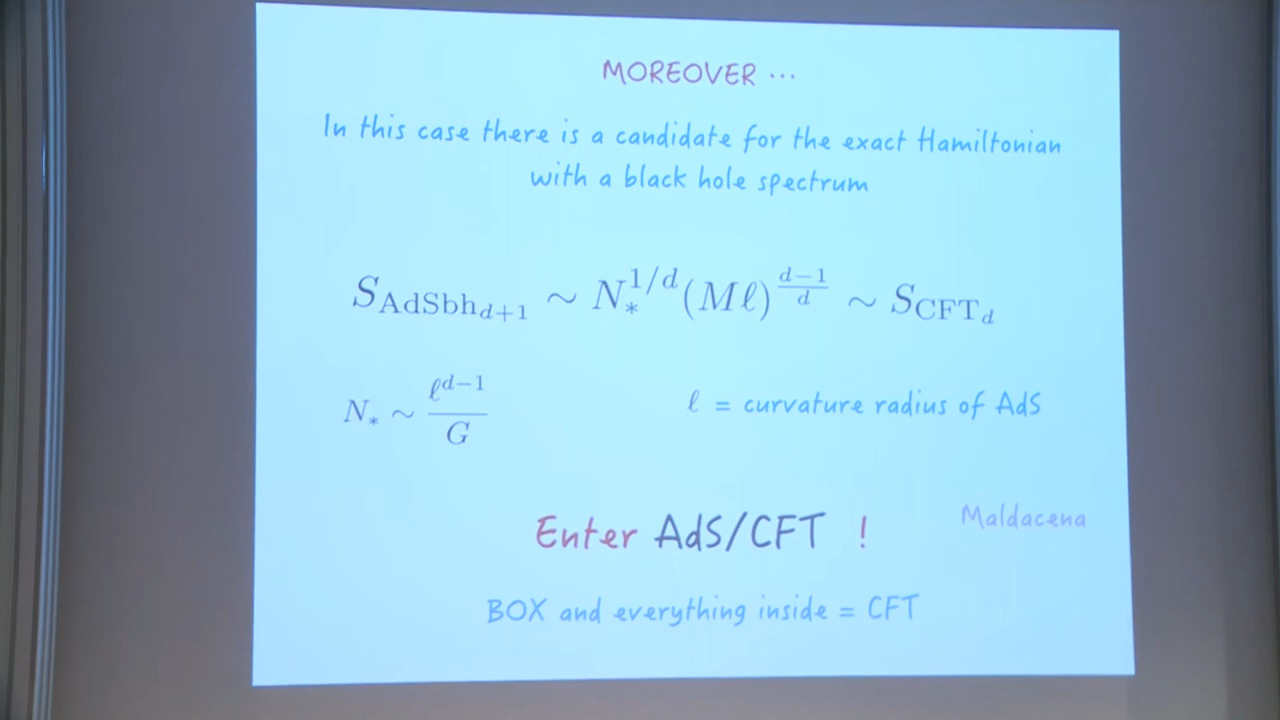 MOREOVER ...
In this case there is a candidate for the exact Hamiltonian
with a black hole spectrum
S_{AdSbh_{d+1}} ∼ N_*^{1/d} (Mℓ)^{\frac{d-1}{d}} ∼ S_{CFT_d}
N_* ∼ \frac{ℓ^{d-1}}{G}
ℓ = curvature radius of AdS
Enter AdS/CFT !
Maldacena
BOX and everything inside = CFT